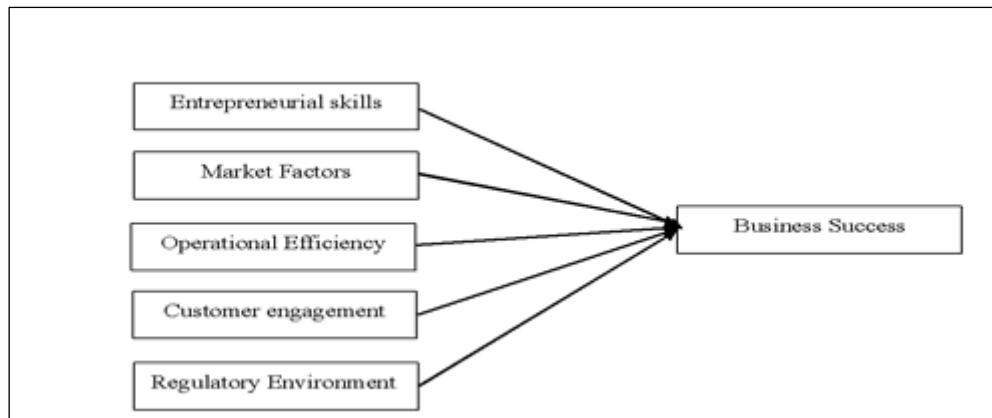 Entrepreneurial skills
Market Factors
Operational Efficiency
Customer engagement
Regulatory Environment
Business Success